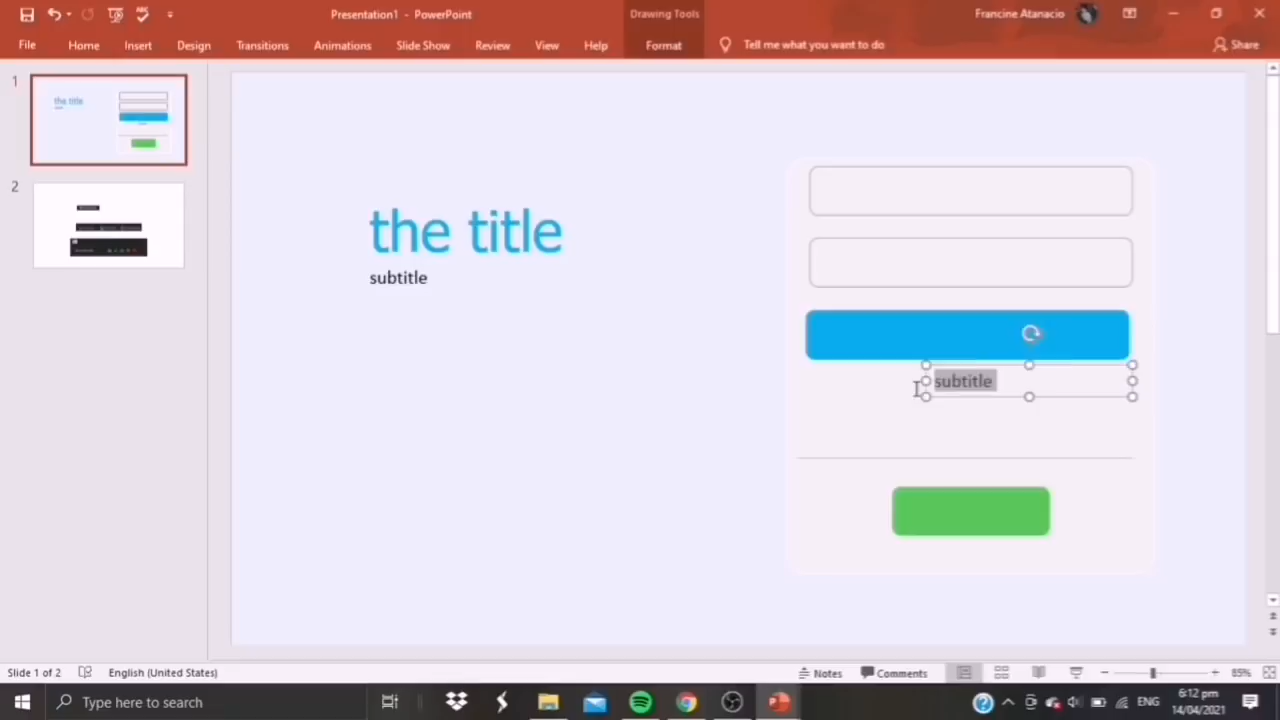 Presentation1 - PowerPoint
Drawing Tools
Francine Atanacio
File
Home
Insert
Design
Transitions
Animations
Slide Show
Review
View
Help
Format
Tell me what you want to do
Share
1
the title
2
the title
subtitle
subtitle
Slide 1 of 2
English (United States)
Notes
Comments
85%
Type here to search
ENG
6:12 pm
14/04/2021